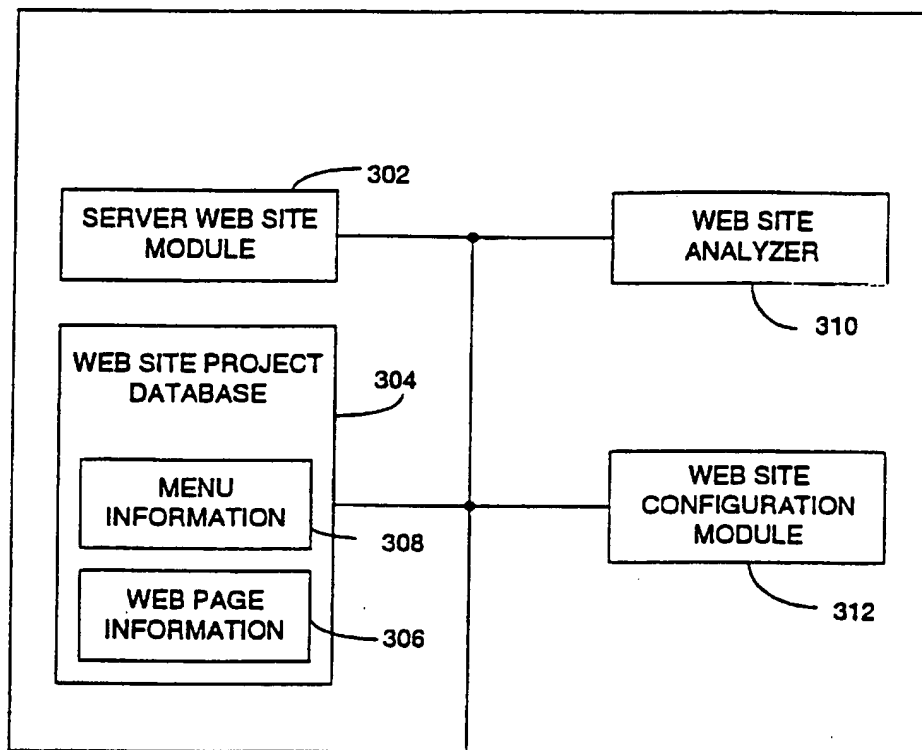 302
SERVER WEB SITE
MODULE
WEB SITE
ANALYZER
310
WEB SITE PROJECT
DATABASE
304
MENU
INFORMATION
308
WEB PAGE
INFORMATION
306
WEB SITE
CONFIGURATION
MODULE
312